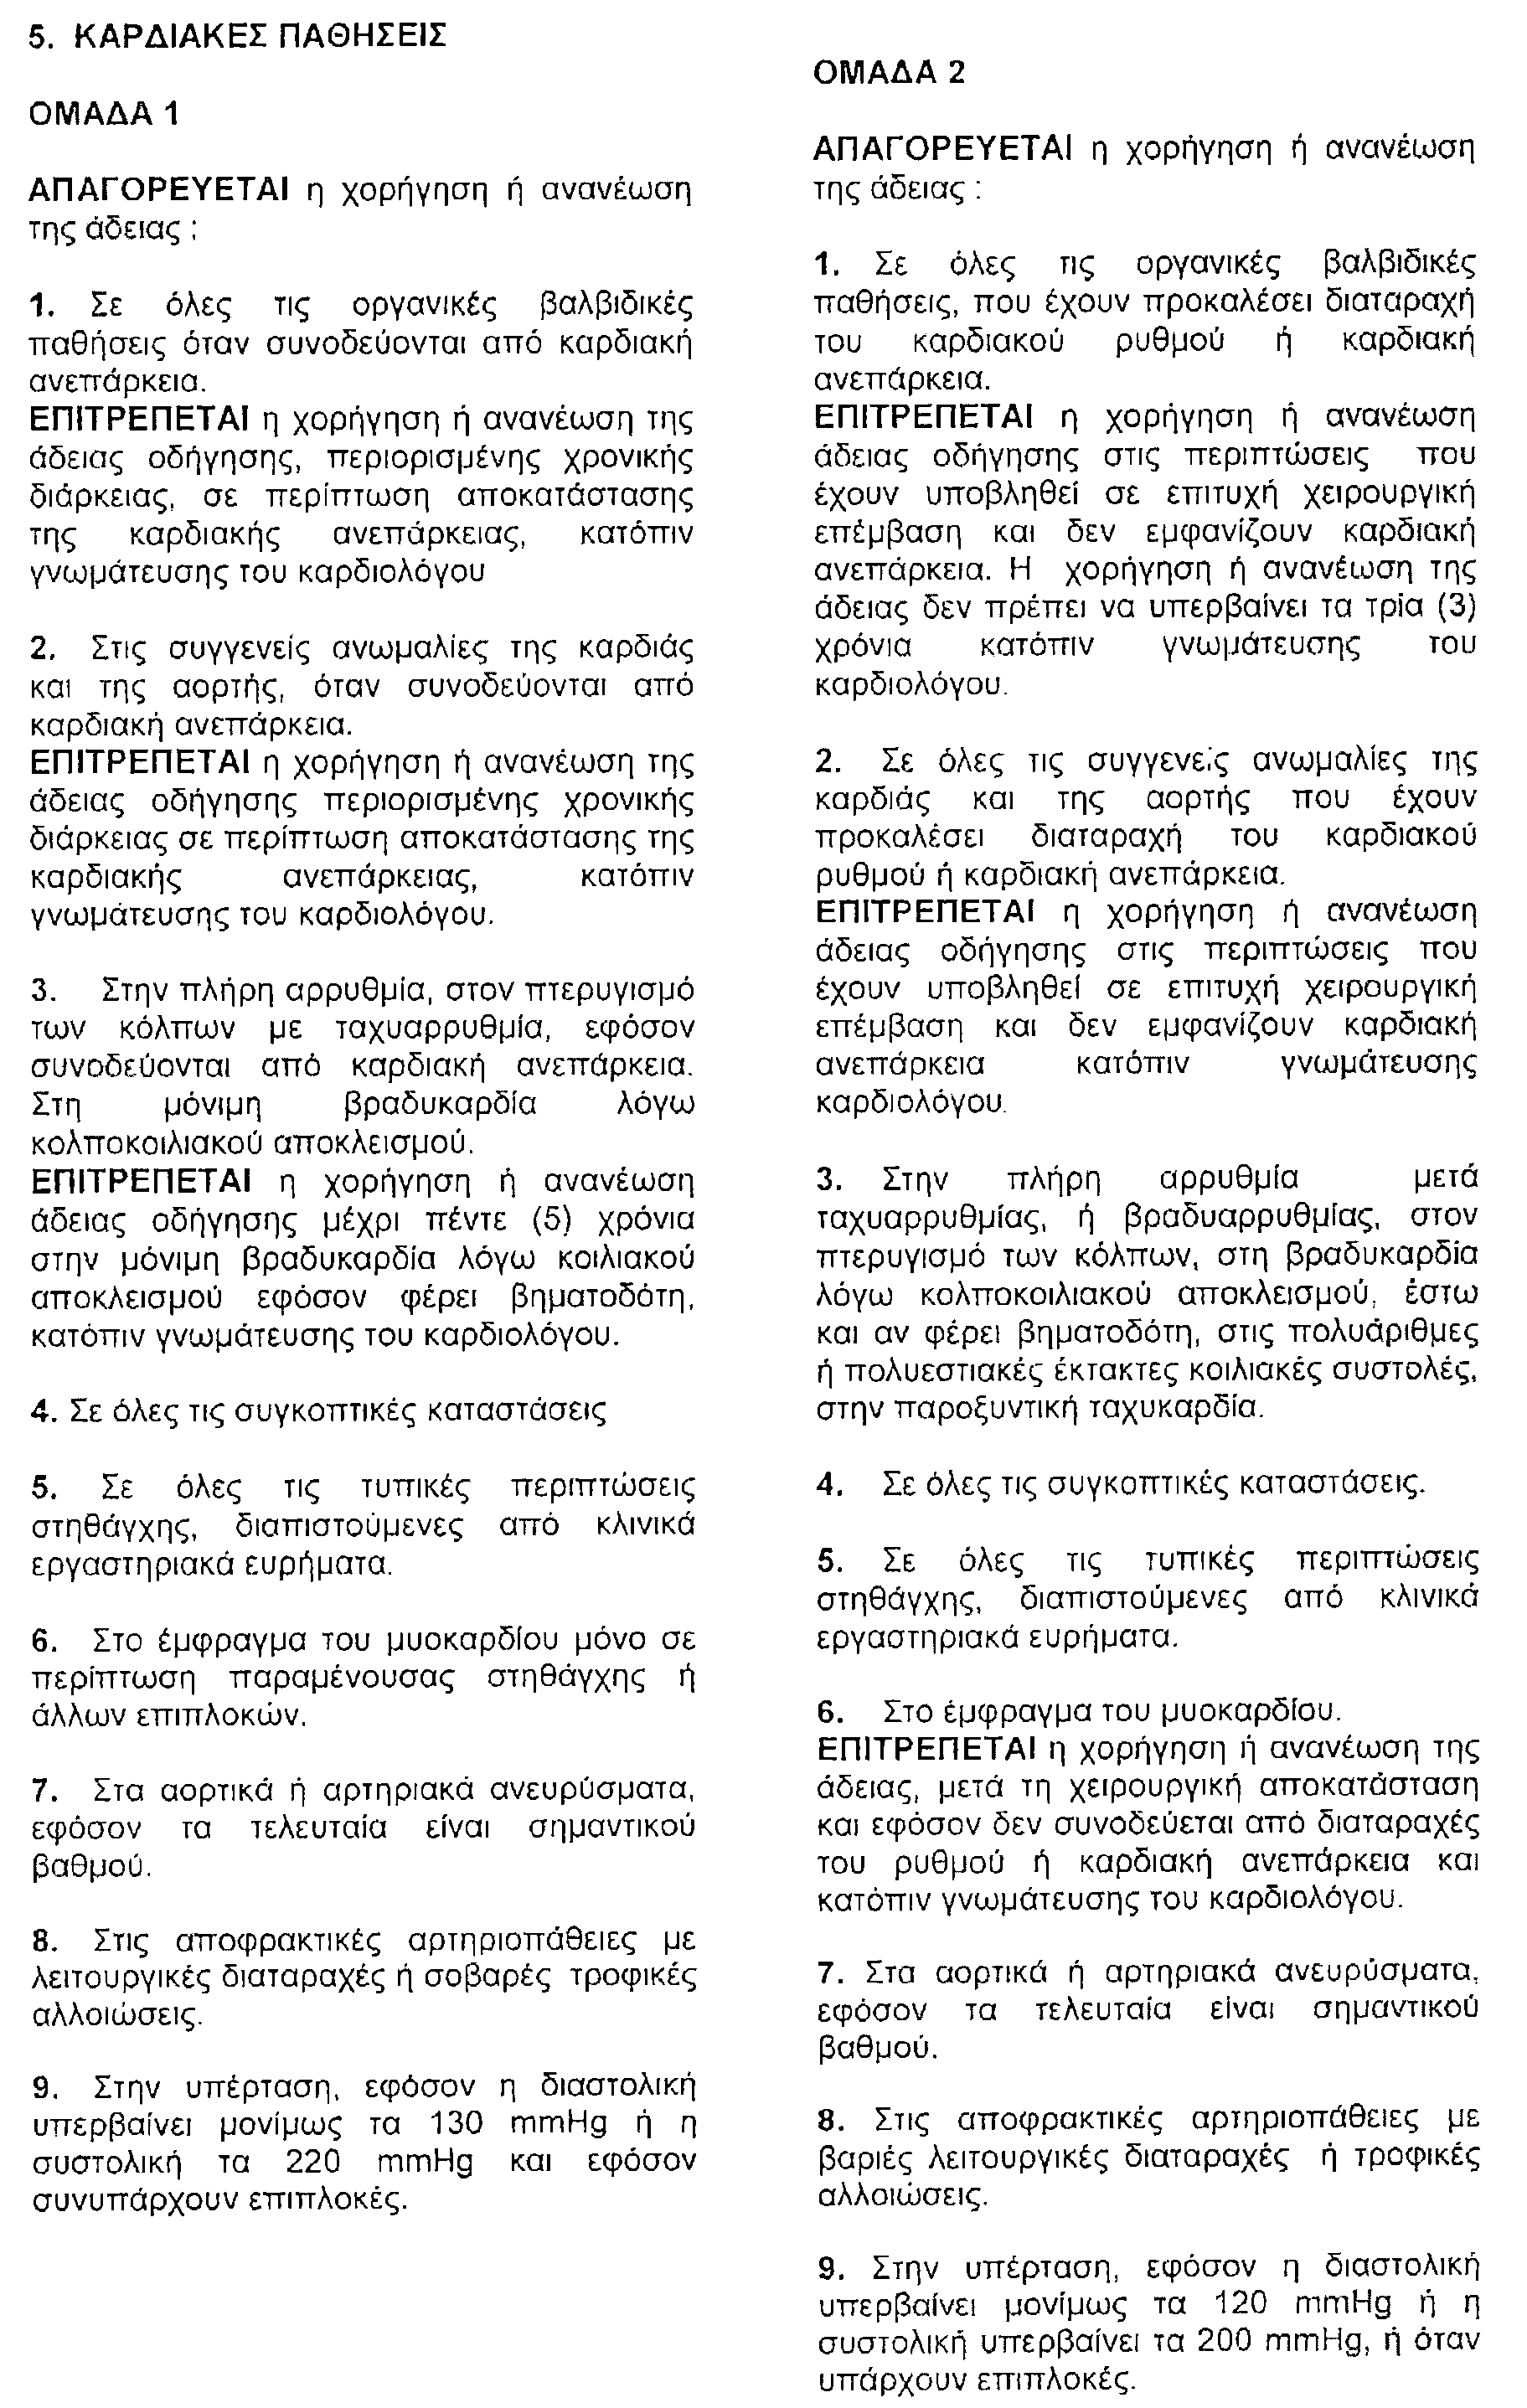 5. ΚΑΡΔΙΑΚΕΣ ΠΑΘΗΣΕΙΣ
ΟΜΑΔΑ 1
ΑΠΑΓΟΡΕΥΕΤΑΙ η χορήγηση ή ανανέωση
της άδειας :
1. Σε όλες τις οργανικές βαλβιδικές
παθήσεις όταν συνοδεύονται από καρδιακή
ανεπάρκεια.
ΕΠΙΤΡΕΠΕΤΑΙ η χορήγηση ή ανανέωση της
άδειας οδήγησης, περιορισμένης χρονικής
διάρκειας, σε περίπτωση αποκατάστασης
της καρδιακής ανεπάρκειας, κατόπιν
γνωμάτευσης του καρδιολόγου
2. Στις συγγενείς ανωμαλίες της καρδιάς
και της αορτής, όταν συνοδεύονται από
καρδιακή ανεπάρκεια.
ΕΠΙΤΡΕΠΕΤΑΙ η χορήγηση ή ανανέωση της
άδειας οδήγησης περιορισμένης χρονικής
διάρκειας σε περίπτωση αποκατάστασης της
καρδιακής ανεπάρκειας, κατόπιν
γνωμάτευσης του καρδιολόγου.
3. Στην πλήρη αρρυθμία, στον πτερυγισμό
των κόλπων με ταχυαρρυθμία, εφόσον
συνοδεύονται από καρδιακή ανεπάρκεια.
Στη μόνιμη βραδυκαρδία λόγω
κολποκοιλιακού αποκλεισμού.
ΕΠΙΤΡΕΠΕΤΑΙ η χορήγηση ή ανανέωση
άδειας οδήγησης μέχρι πέντε (5) χρόνια
στην μόνιμη βραδυκαρδία λόγω κοιλιακού
αποκλεισμού εφόσον φέρει βηματοδότη,
κατόπιν γνωμάτευσης του καρδιολόγου.
4. Σε όλες τις συγκοπτικές καταστάσεις
5. Σε όλες τις τυπικές περιπτώσεις
στηθάγχης, διαπιστούμενες από κλινικά
εργαστηριακά ευρήματα.
6. Στο έμφραγμα του μυοκαρδίου μόνο σε
περίπτωση παραμένουσας στηθάγχης ή
άλλων επιπλοκών.
7. Στα αορτικά ή αρτηριακά ανευρύσματα,
εφόσον τα τελευταία είναι σημαντικού
βαθμού.
8. Στις αποφρακτικές αρτηριοπάθειες με
λειτουργικές διαταραχές ή σοβαρές τροφικές
αλλοιώσεις.
9. Στην υπέρταση, εφόσον η διαστολική
υπερβαίνει μονίμως τα 130 mmHg ή η
συστολική τα 220 mmHg και εφόσον
συνυπάρχουν επιπλοκές.
ΟΜΑΔΑ 2
ΑΠΑΓΟΡΕΥΕΤΑΙ η χορήγηση ή ανανέωση
της άδειας :
1. Σε όλες τις οργανικές βαλβιδικές
παθήσεις, που έχουν προκαλέσει διαταραχή
του καρδιακού ρυθμού ή καρδιακή
ανεπάρκεια.
ΕΠΙΤΡΕΠΕΤΑΙ η χορήγηση ή ανανέωση
άδειας οδήγησης στις περιπτώσεις που
έχουν υποβληθεί σε επιτυχή χειρουργική
επέμβαση και δεν εμφανίζουν καρδιακή
ανεπάρκεια. Η χορήγηση ή ανανέωση της
άδειας δεν πρέπει να υπερβαίνει τα τρία (3)
χρόνια κατόπιν γνωμάτευσης του
καρδιολόγου.
2. Σε όλες τις συγγενείς ανωμαλίες της
καρδιάς και της αορτής που έχουν
προκαλέσει διαταραχή του καρδιακού
ρυθμού ή καρδιακή ανεπάρκεια.
ΕΠΙΤΡΕΠΕΤΑΙ η χορήγηση ή ανανέωση
άδειας οδήγησης στις περιπτώσεις που
έχουν υποβληθεί σε επιτυχή χειρουργική
επέμβαση και δεν εμφανίζουν καρδιακή
ανεπάρκεια κατόπιν γνωμάτευσης
καρδιολόγου.
3. Στην πλήρη αρρυθμία μετά
ταχυαρρυθμίας, ή βραδυαρρυθμίας, στον
πτερυγισμό των κόλπων, στη βραδυκαρδία
λόγω κολποκοιλιακού αποκλεισμού, έστω
και αν φέρει βηματοδότη, στις πολυάριθμες
ή πολυεστιακές έκτακτες κοιλιακές συστολές,
στην παροξυντική ταχυκαρδία.
4. Σε όλες τις συγκοπτικές καταστάσεις.
5. Σε όλες τις τυπικές περιπτώσεις
στηθάγχης, διαπιστούμενες από κλινικά
εργαστηριακά ευρήματα.
6. Στο έμφραγμα του μυοκαρδίου.
ΕΠΙΤΡΕΠΕΤΑΙ η χορήγηση ή ανανέωση της
άδειας, μετά τη χειρουργική αποκατάσταση
και εφόσον δεν συνοδεύεται από διαταραχές
του ρυθμού ή καρδιακή ανεπάρκεια και
κατόπιν γνωμάτευσης του καρδιολόγου.
7. Στα αορτικά ή αρτηριακά ανευρύσματα,
εφόσον τα τελευταία είναι σημαντικού
βαθμού.
8. Στις αποφρακτικές αρτηριοπάθειες με
βαριές λειτουργικές διαταραχές ή τροφικές
αλλοιώσεις.
9. Στην υπέρταση, εφόσον η διαστολική
υπερβαίνει μονίμως τα 120 mmHg ή η
συστολική υπερβαίνει τα 200 mmHg, ή όταν
υπάρχουν επιπλοκές.